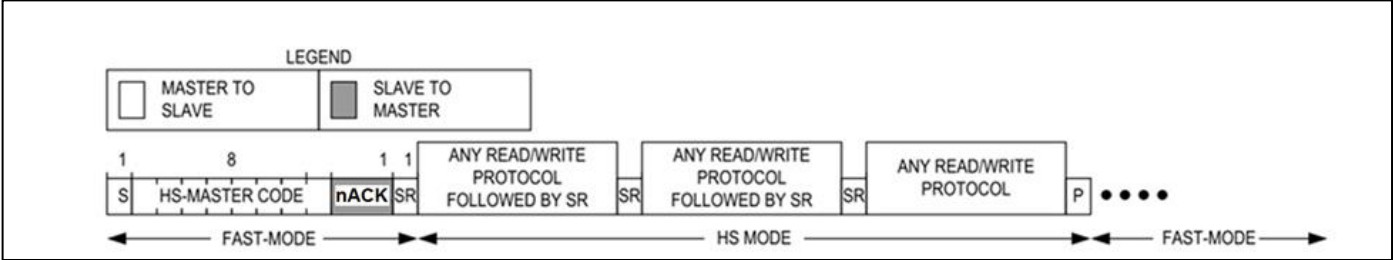 LEGEND
MASTER TO
SLAVE
SLAVE TO
MASTER
1 8 1 1
S HS-MASTER CODE nACK SR
ANY READ/WRITE
PROTOCOL
FOLLOWED BY SR
SR
ANY READ/WRITE
PROTOCOL
FOLLOWED BY SR
SR
ANY READ/WRITE
PROTOCOL
P
FAST-MODE HS MODE FAST-MODE